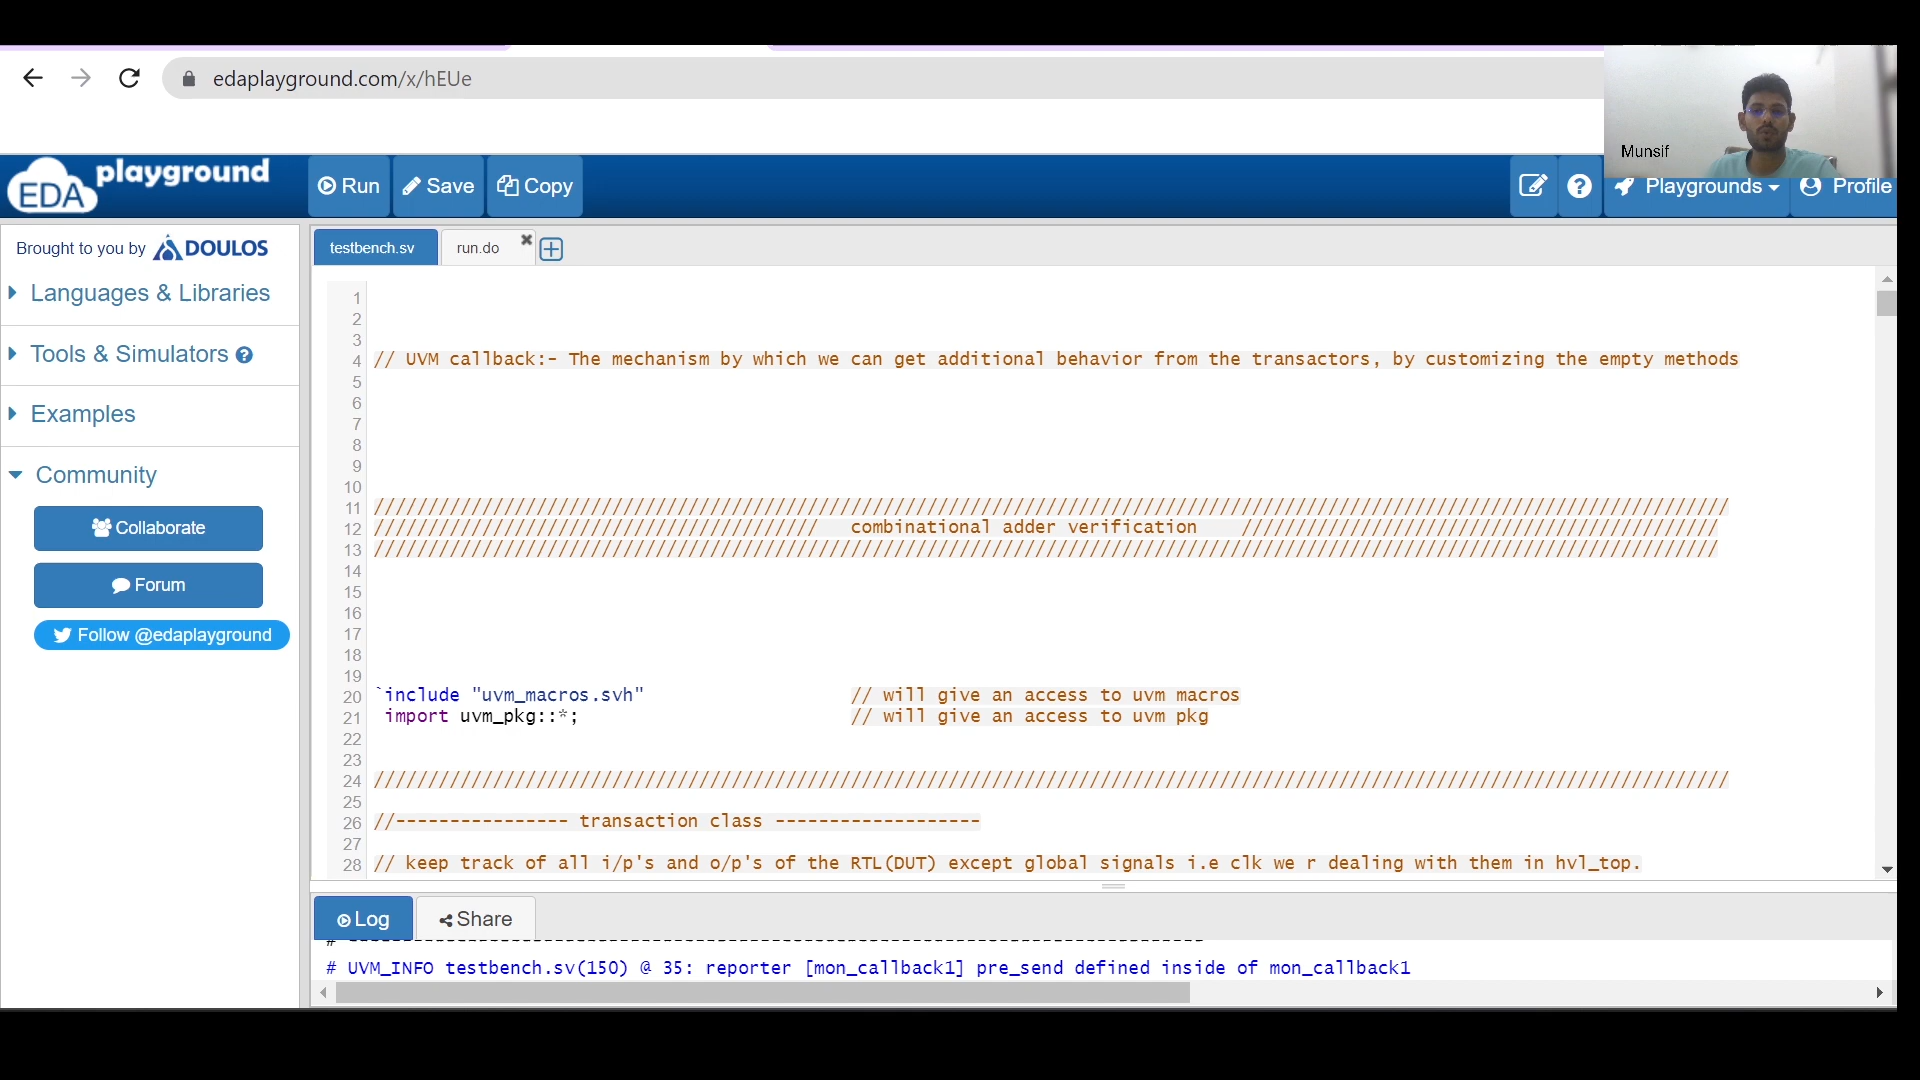 edaplayground.com/x/hEUe
Munsif
EDA playground
Run
Save
Copy
Playgrounds
Profile
Brought to you by DOULOS
Languages & Libraries
Tools & Simulators
Examples
Community
Collaborate
Forum
Follow @edaplayground
testbench.sv
run.do
1
2
3
4 // UVM callback:- The mechanism by which we can get additional behavior from the transactors, by customizing the empty methods
5
6
7
8
9
10
11 /////////////////////////////////////////////////////////////////////////////////////////////////////////////////////////////
12 ///////////////////////////////////////// combinational adder verification ////////////////////////////////////////////
13 ////////////////////////////////////////////////////////////////////////////////////////////////////////////////////////////
14
15
16
17
18
19
20 `include "uvm_macros.svh" // will give an access to uvm macros
21 import uvm_pkg::*; // will give an access to uvm pkg
22
23
24 /////////////////////////////////////////////////////////////////////////////////////////////////////////////////////////////
25
26 //---------------- transaction class -------------------
27
28 // keep track of all i/p's and o/p's of the RTL(DUT) except global signals i.e clk we r dealing with them in hvl_top.
Log
Share
# -------------------------------------------------------------------------------
# UVM_INFO testbench.sv(150) @ 35: reporter [mon_callback1] pre_send defined inside of mon_callback1